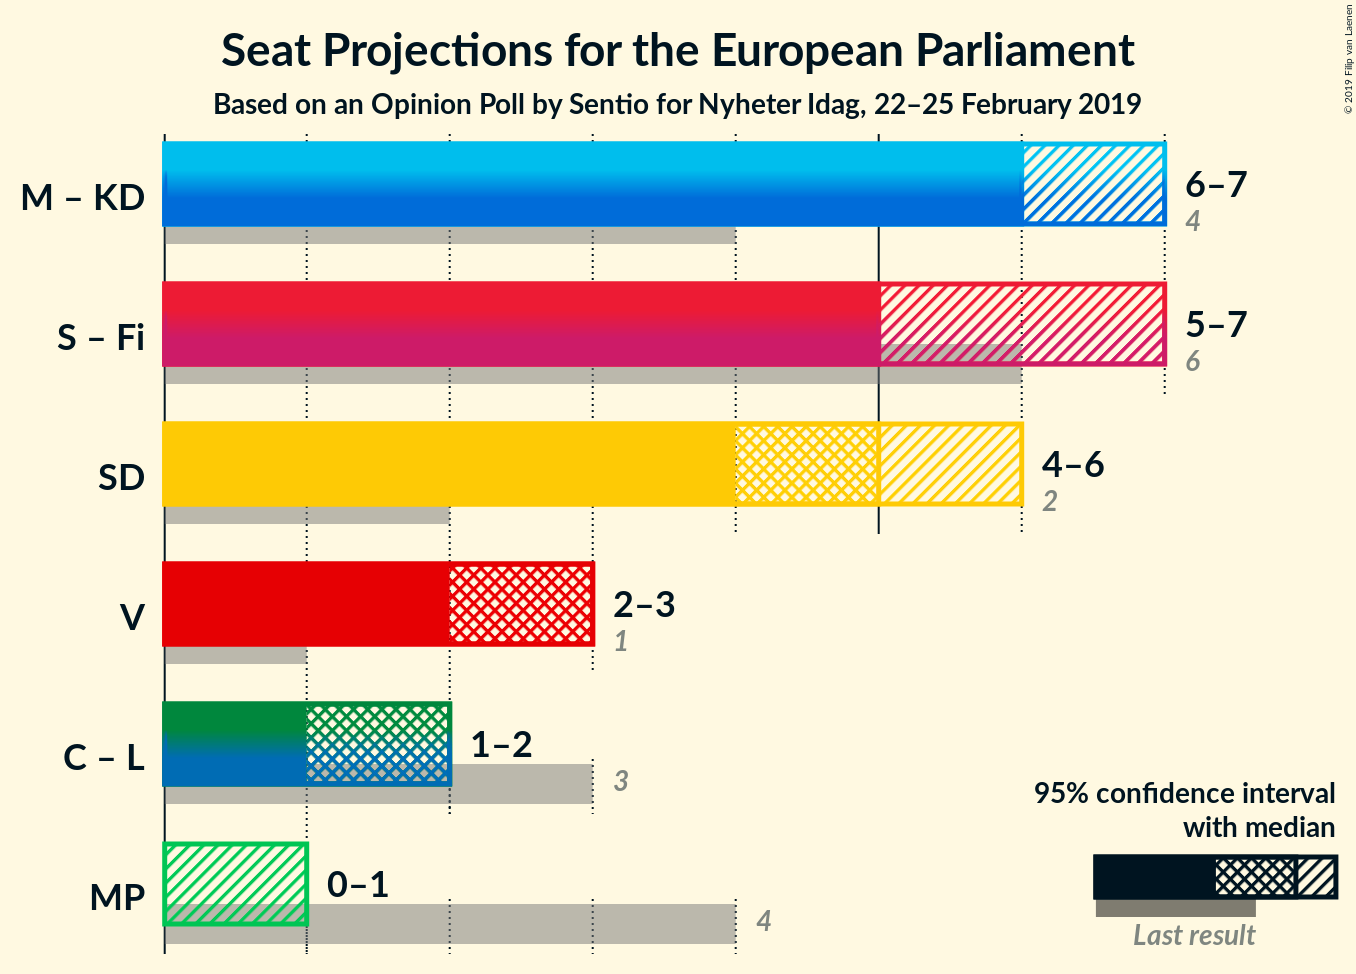 Seat Projections for the European Parliament
Based on an Opinion Poll by Sentio for Nyheter Idag, 22–25 February 2019
© 2019 Filip van Laenen
M – KD
6–7
4
S – Fi
5–7
6
SD
4–6
2
V
2–3
1
C – L
1–2
3
MP
0–1
4
95% confidence interval
with median
Last result